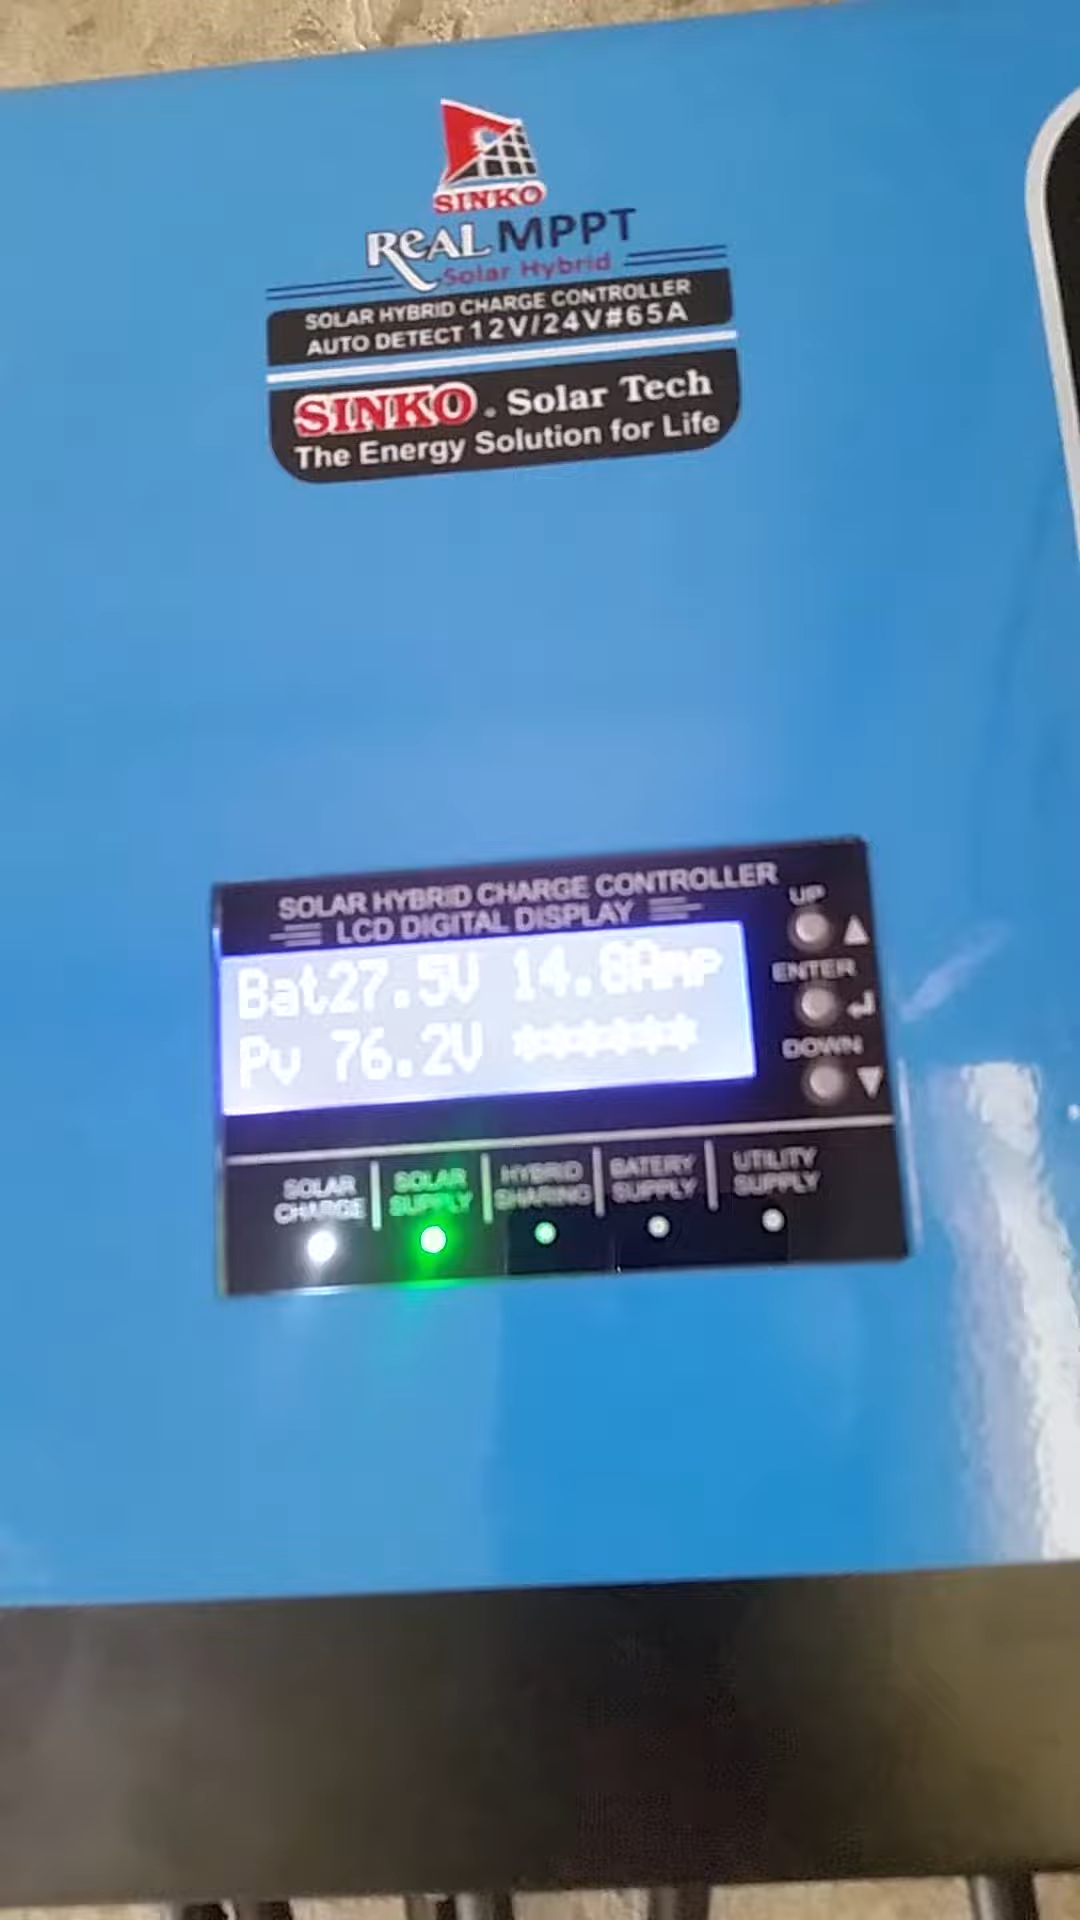 SINKO
REAL MPPT
Solar Hybrid
SOLAR HYBRID CHARGE CONTROLLER
AUTO DETECT 12V/24V#65A
SINKO. Solar Tech
The Energy Solution for Life
SOLAR HYBRID CHARGE CONTROLLER
LCD DIGITAL DISPLAY
UP
ENTER
DOWN
Bat27.5V 14.8Amp
Pv 76.2V ******
SOLAR CHARGE
SOLAR SUPPLY
HYBRID SHARING
BATERY SUPPLY
UTILITY SUPPLY